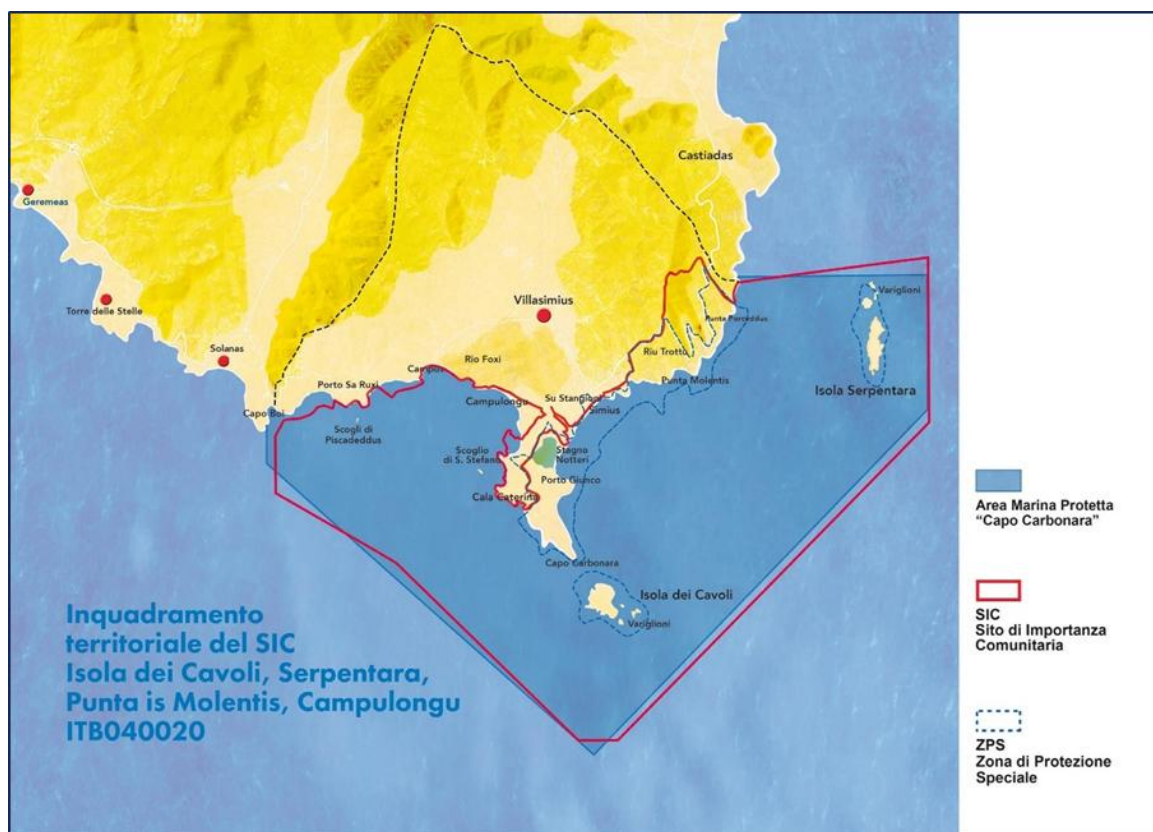 Castiadas
Geremeas
Variglioni
Villasimius
Torre delle Stelle
Punta Porceddus
Solanas
Riu Trottu
Rio Foxi
Isola Serpentara
Campus
Porto Sa Ruxi
Punta Molentis
Campulongu
Su Stangioni
Simius
Capo Boi
Scogli di
Piscadeddus
Scoglio
di S. Stefano
Stagno
Notteri
Porto Giunco
Cala Caterina
Capo Carbonara
Isola dei Cavoli
Variglioni
Inquadramento
territoriale del SIC
Isola dei Cavoli, Serpentara,
Punta is Molentis, Campulongu
ITB040020
Area Marina Protetta
“Capo Carbonara”
SIC
Sito di Importanza
Comunitaria
ZPS
Zona di Protezione
Speciale